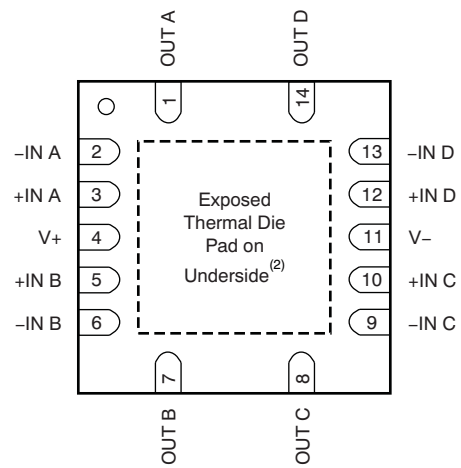 OUT A
OUT D
1
14
−IN A 2
13 −IN D
+IN A 3
12 +IN D
V+ 4
11 V−
+IN B 5
10 +IN C
−IN B 6
9 −IN C
Exposed
Thermal Die
Pad on
Underside(2)
7
8
OUT B
OUT C